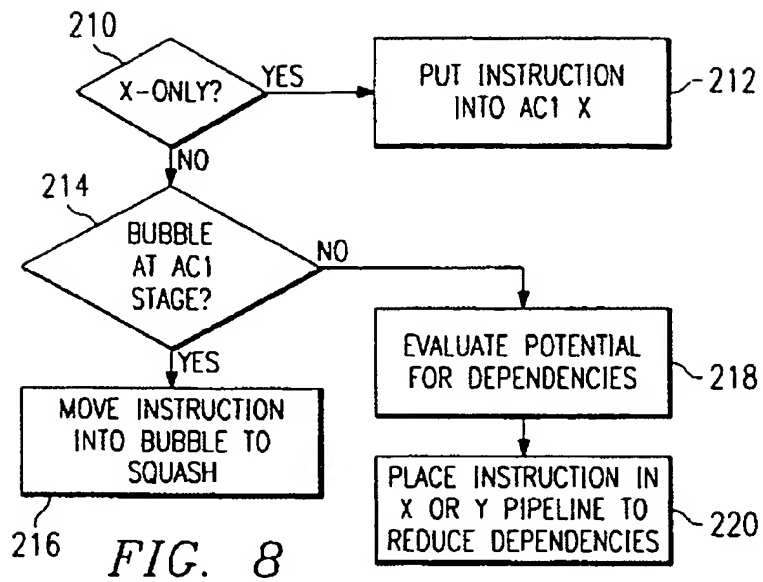 210
X-ONLY?
YES
PUT INSTRUCTION
INTO AC1 X
212
NO
214
BUBBLE
AT AC1
STAGE?
NO
YES
EVALUATE POTENTIAL
FOR DEPENDENCIES
218
MOVE INSTRUCTION
INTO BUBBLE TO
SQUASH
216
PLACE INSTRUCTION IN
X OR Y PIPELINE TO
REDUCE DEPENDENCIES
220
FIG. 8